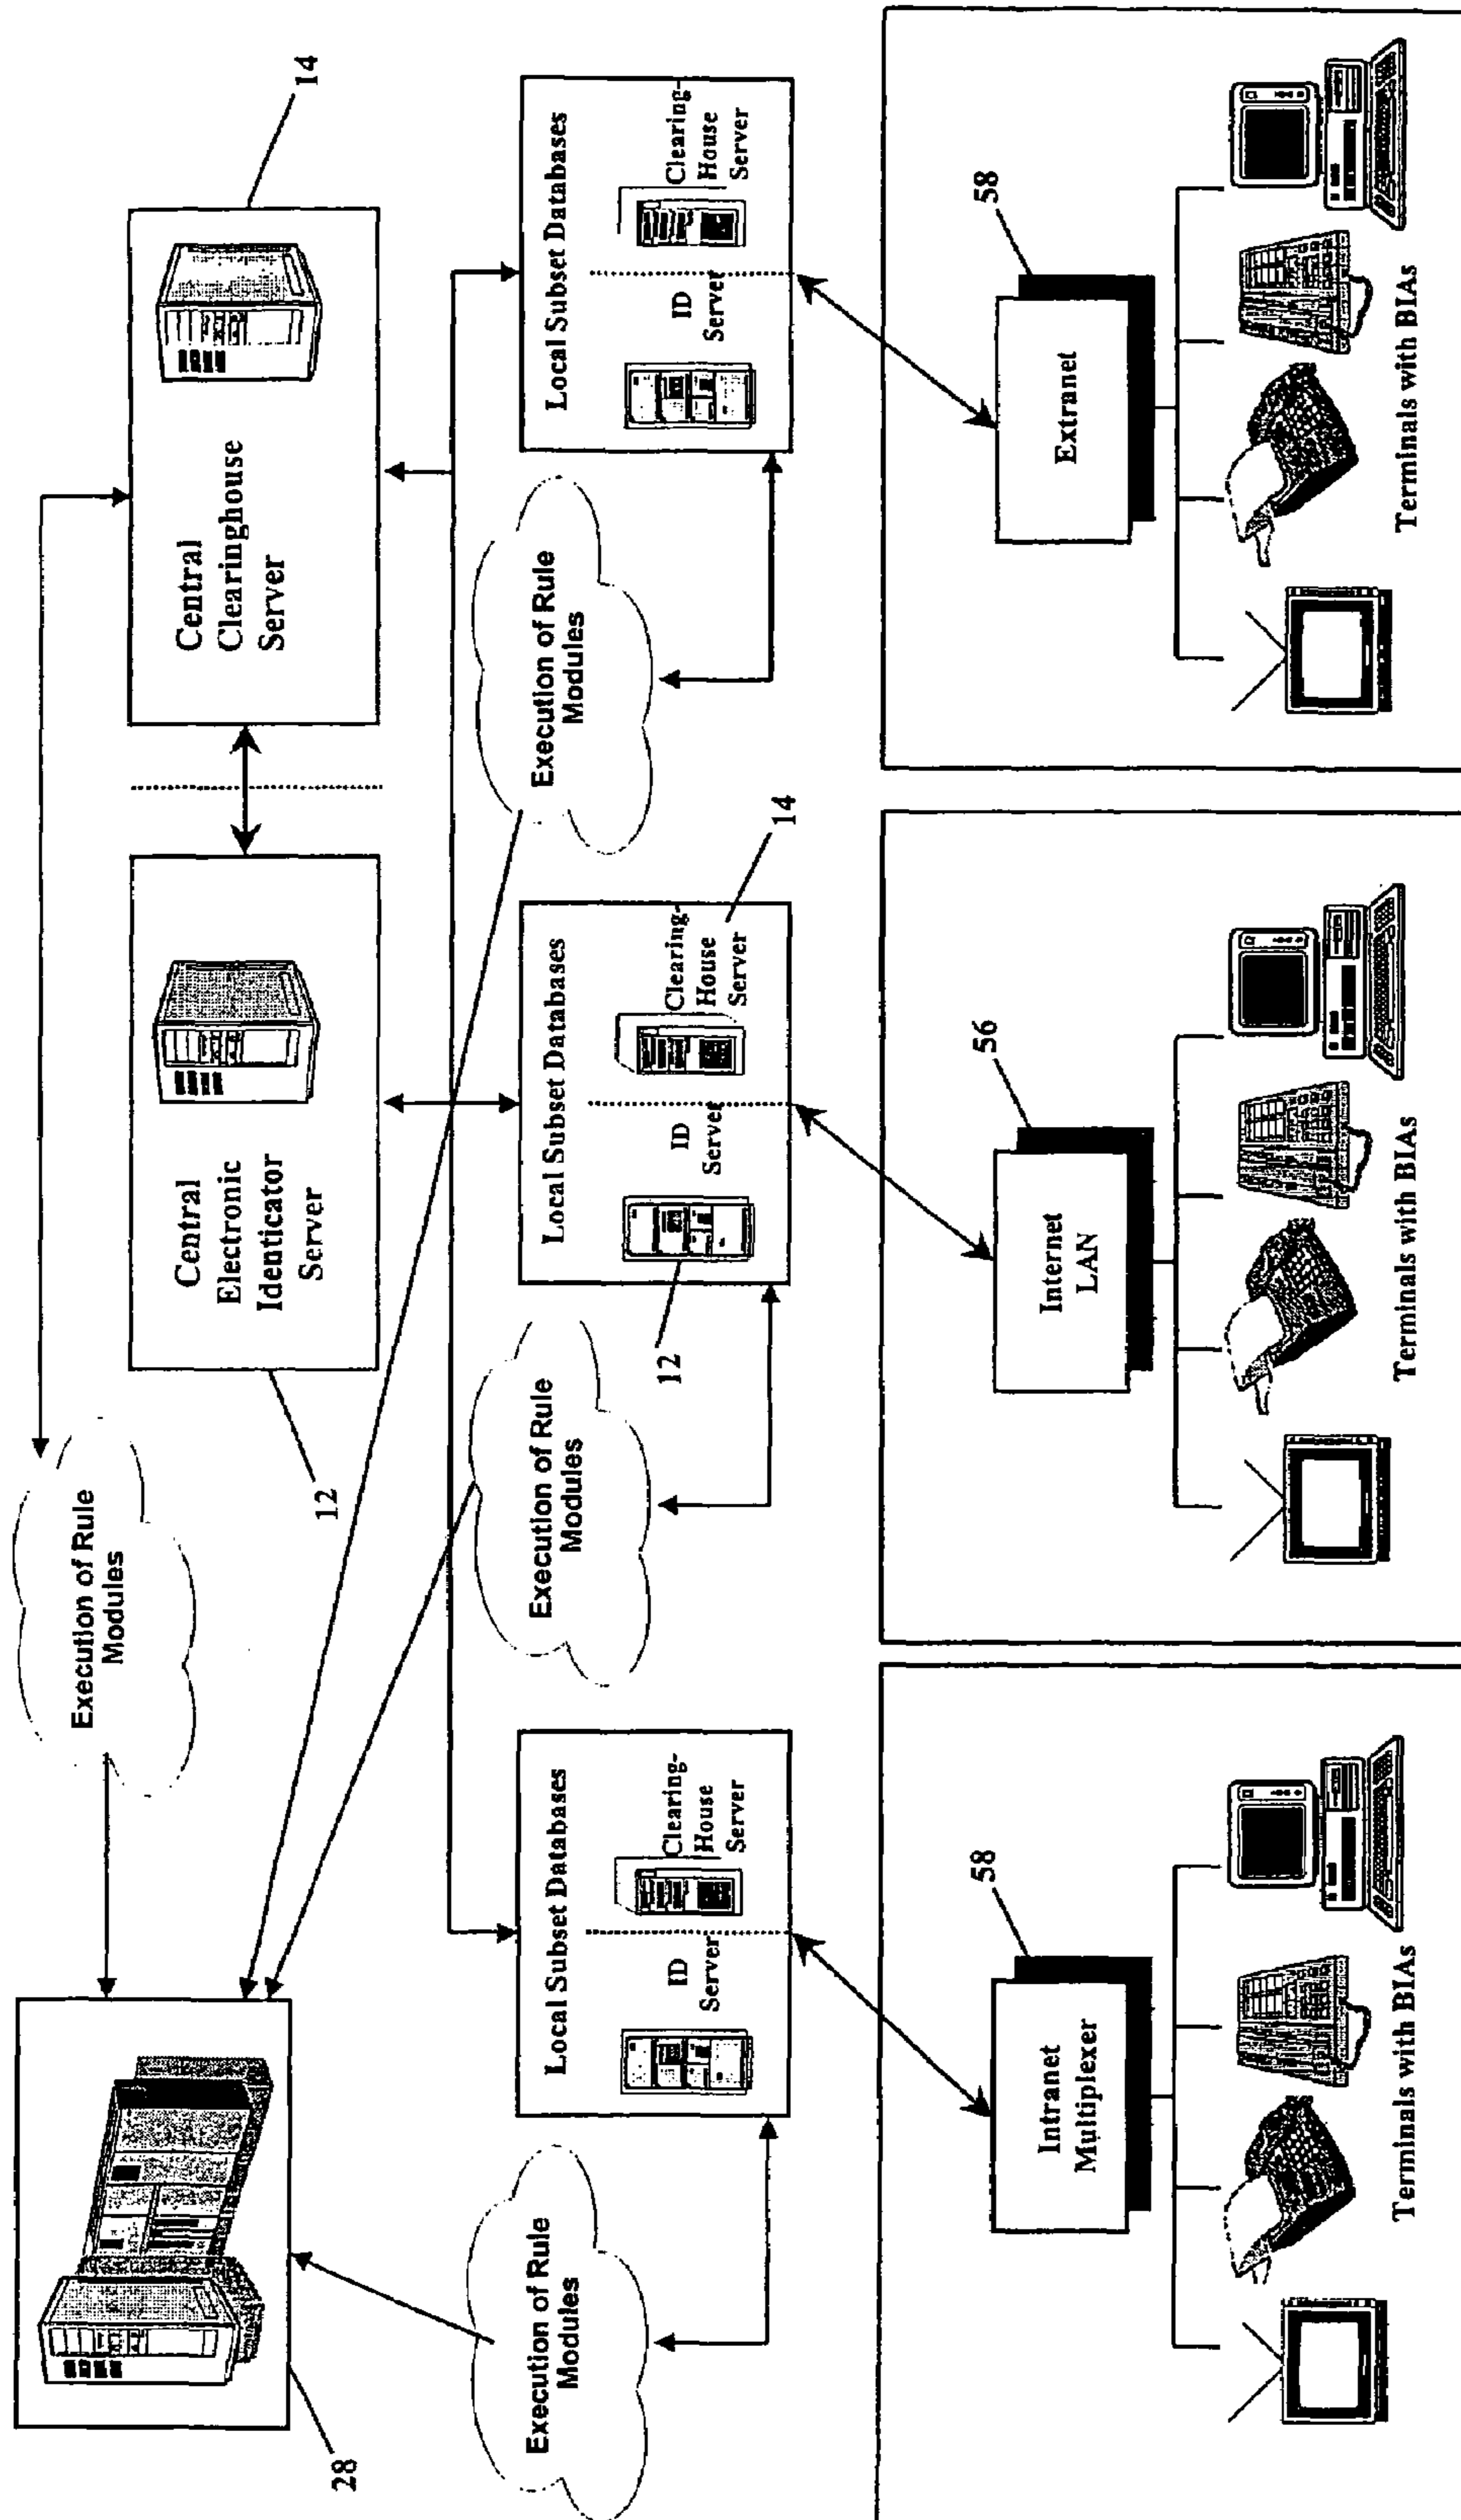 28
Execution of Rule
Modules
12
Central
Electronic
Identicator
Server
Central
Clearinghouse
Server
14
Execution of Rule
Modules
Local Subset Databases
ID
Server
Clearing-
House
Server
Execution of Rule
Modules
12
Local Subset Databases
ID
Server
Clearing-
House
Server
14
Execution of Rule
Modules
Local Subset Databases
ID
Server
Clearing-
House
Server
Intranet
Multiplexer
58
Terminals with BIAs
Internet
LAN
56
Terminals with BIAs
Extranet
58
Terminals with BIAs